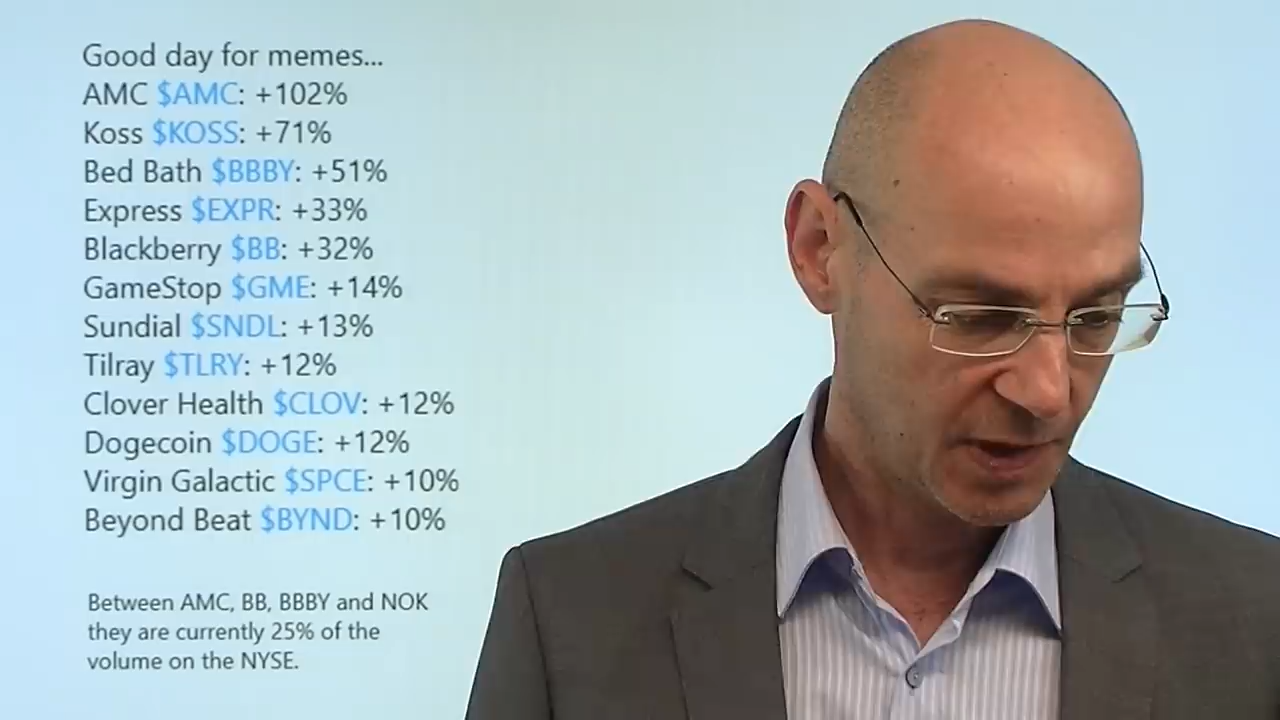 Good day for memes...
AMC $AMC: +102%
Koss $KOSS: +71%
Bed Bath $BBBY: +51%
Express $EXPR: +33%
Blackberry $BB: +32%
GameStop $GME: +14%
Sundial $SNDL: +13%
Tilray $TLRY: +12%
Clover Health $CLOV: +12%
Dogecoin $DOGE: +12%
Virgin Galactic $SPCE: +10%
Beyond Beat $BYND: +10%
Between AMC, BB, BBBY and NOK
they are currently 25% of the
volume on the NYSE.